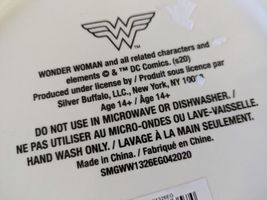 WONDER WOMAN and all related characters and
elements © & ™ DC Comics. (s20)
Produced under license by / Produit sous licence par
Silver Buffalo, LLC., New York, NY
Age 14+ / Âge 14+
DO NOT USE IN MICROWAVE OR DISHWASHER. /
NE PAS UTILISER AU MICRO-ONDES OU LAVE-VAISSELLE.
HAND WASH ONLY. / LAVAGE À LA MAIN SEULEMENT.
Made in China. / Fabriqué en Chine.
SMGWW1326EG042020